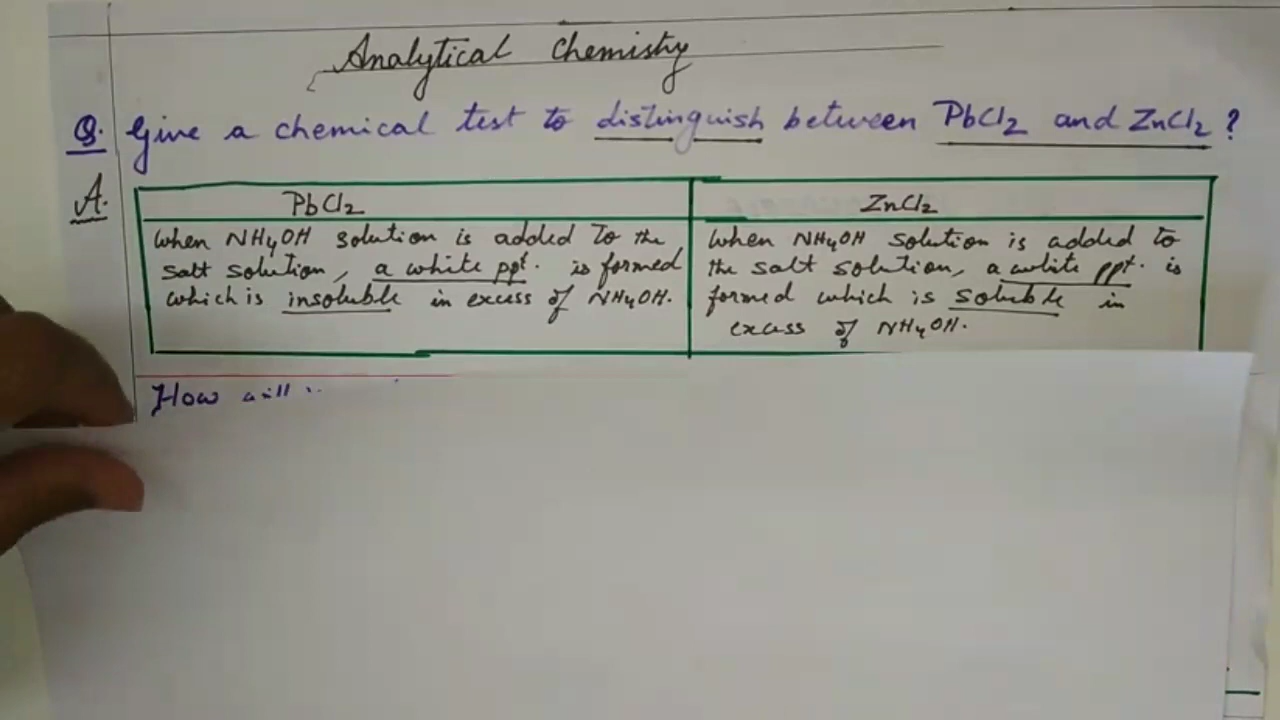 Analytical Chemistry
Q. Give a chemical test to distinguish between PbCl2 and ZnCl2 ?
A.
PbCl2
When NH4OH solution is added to the
salt solution, a white ppt. is formed
which is insoluble in excess of NH4OH.
ZnCl2
When NH4OH solution is added to
the salt solution, a white ppt. is
formed which is soluble in
excess of NH4OH.
How will